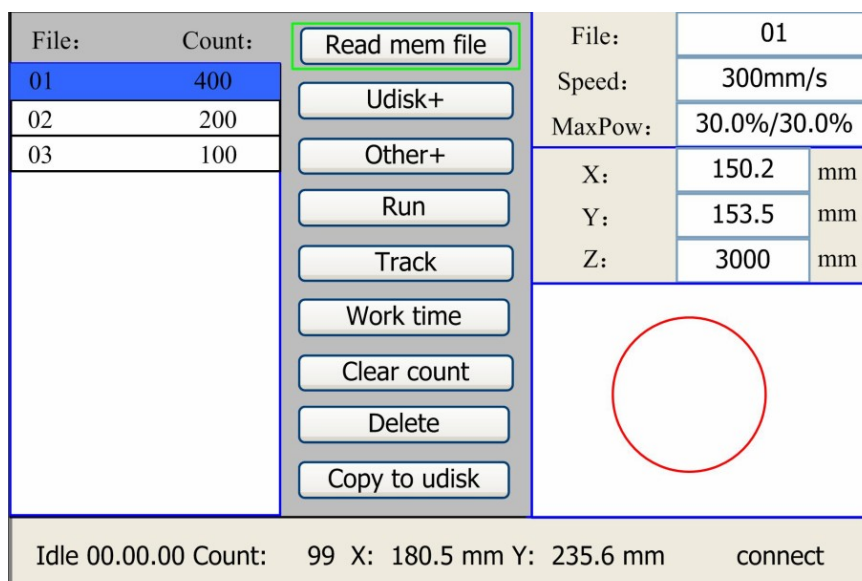 File: Count:
01 400
02 200
03 100
Read mem file
Udisk+
Other+
Run
Track
Work time
Clear count
Delete
Copy to udisk
File: 01
Speed: 300mm/s
MaxPow: 30.0%/30.0%
X: 150.2 mm
Y: 153.5 mm
Z: 3000 mm
Idle 00.00.00 Count: 99 X: 180.5 mm Y: 235.6 mm connect